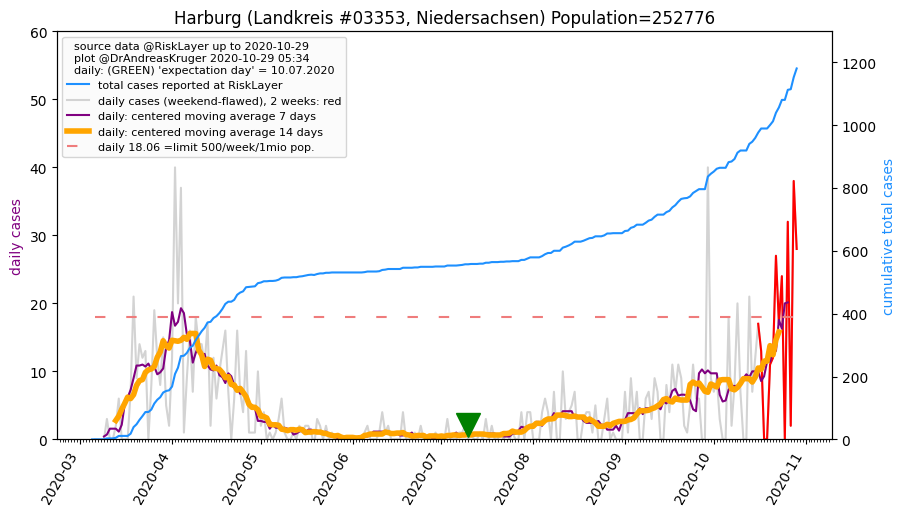 Harburg (Landkreis #03353, Niedersachsen) Population=252776
source data @RiskLayer up to 2020-10-29
plot @DrAndreasKruger 2020-10-29 05:34
daily: (GREEN) 'expectation day' = 10.07.2020
total cases reported at RiskLayer
daily cases (weekend-flawed), 2 weeks: red
daily: centered moving average 7 days
daily: centered moving average 14 days
daily 18.06 =limit 500/week/1mio pop.
daily cases
60
50
40
30
20
10
0
cumulative total cases
1200
1000
800
600
400
200
0
2020-03
2020-04
2020-05
2020-06
2020-07
2020-08
2020-09
2020-10
2020-11